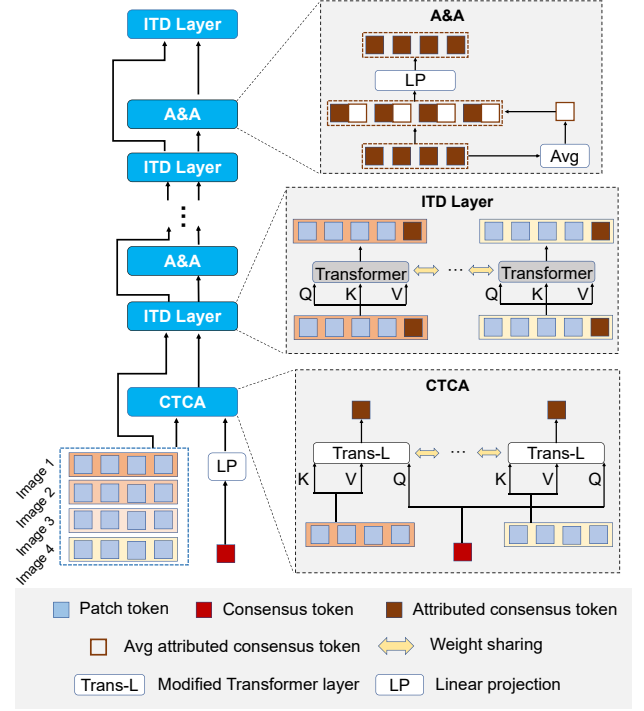 ITD Layer
A&A
ITD Layer
⋮
A&A
ITD Layer
CTCA
LP
Image 1
Image 2
Image 3
Image 4
A&A
LP
Avg
ITD Layer
Transformer ... Transformer
Q K V Q K V
CTCA
Trans-L ... Trans-L
K V Q K V Q
Patch token Consensus token Attributed consensus token
Avg attributed consensus token Weight sharing
Trans-L Modified Transformer layer LP Linear projection